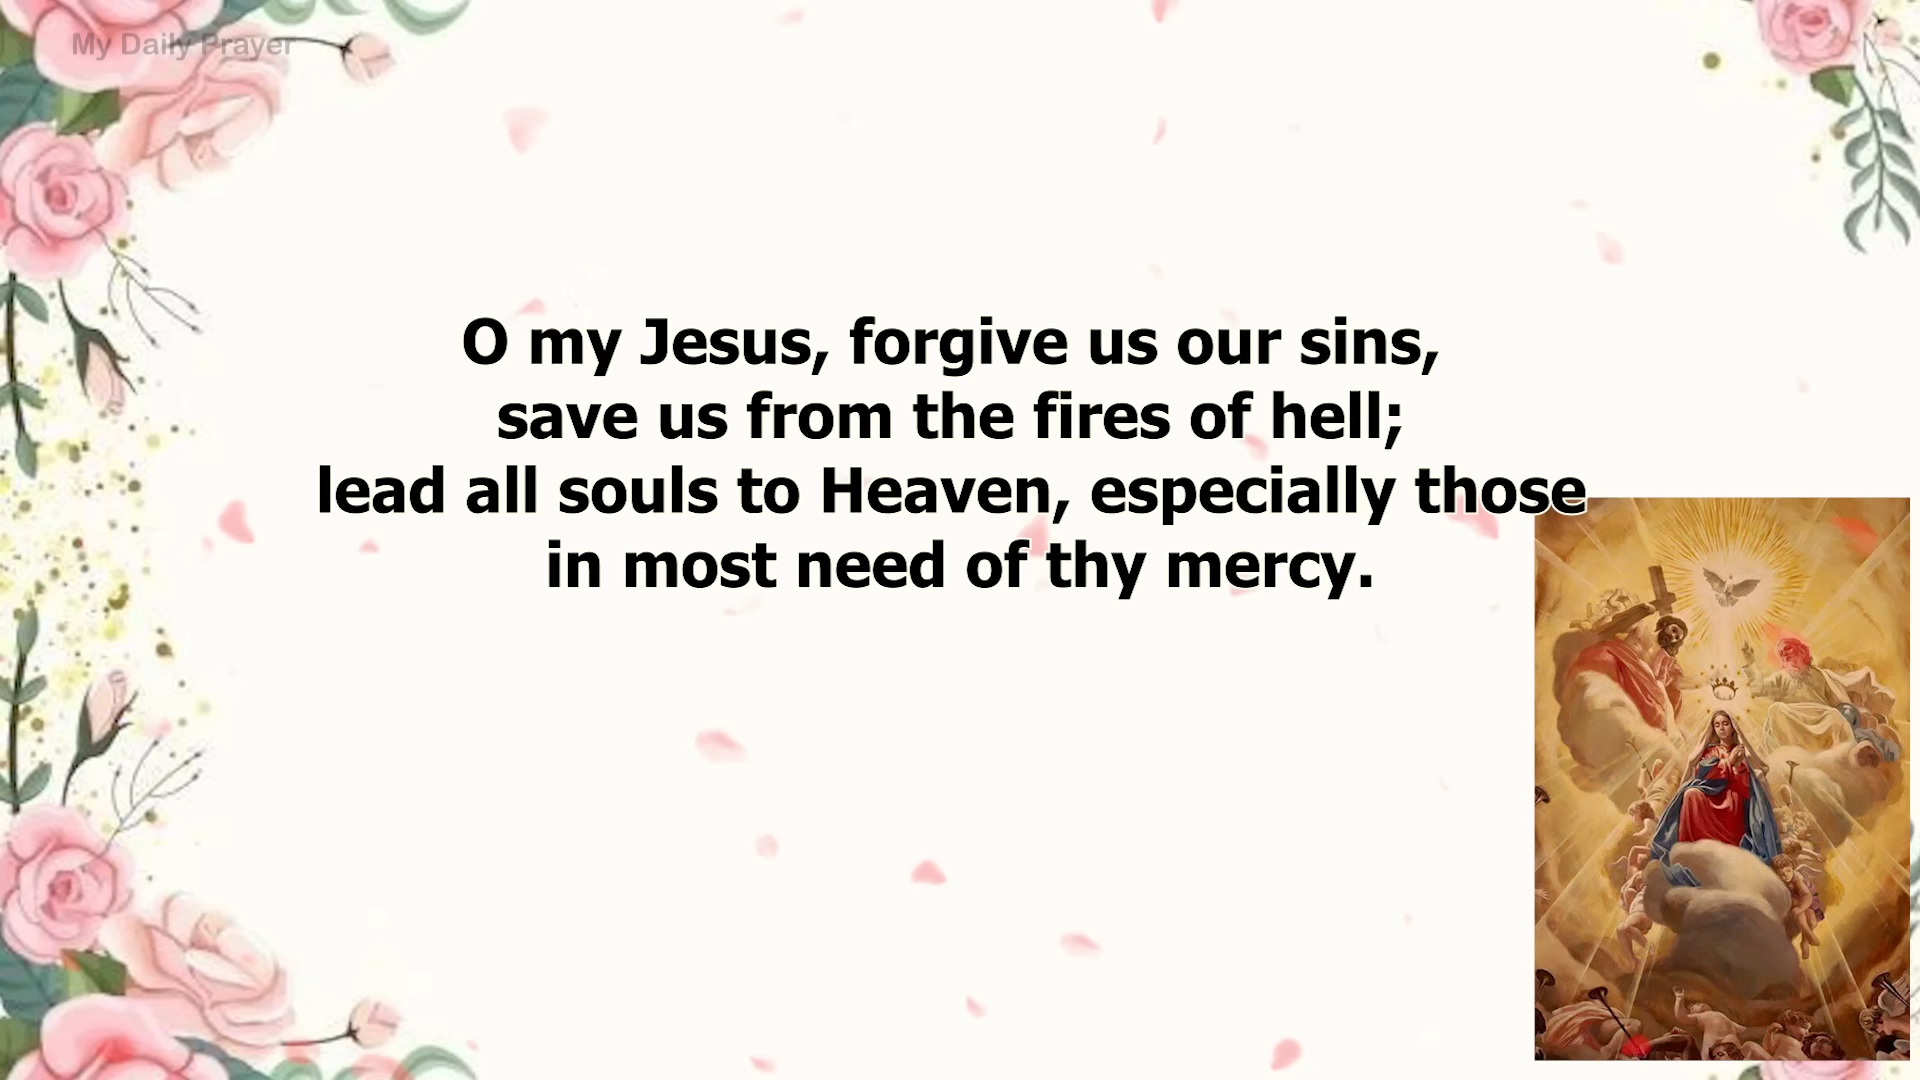 My Daily Prayer
O my Jesus, forgive us our sins,
save us from the fires of hell;
lead all souls to Heaven, especially those
in most need of thy mercy.